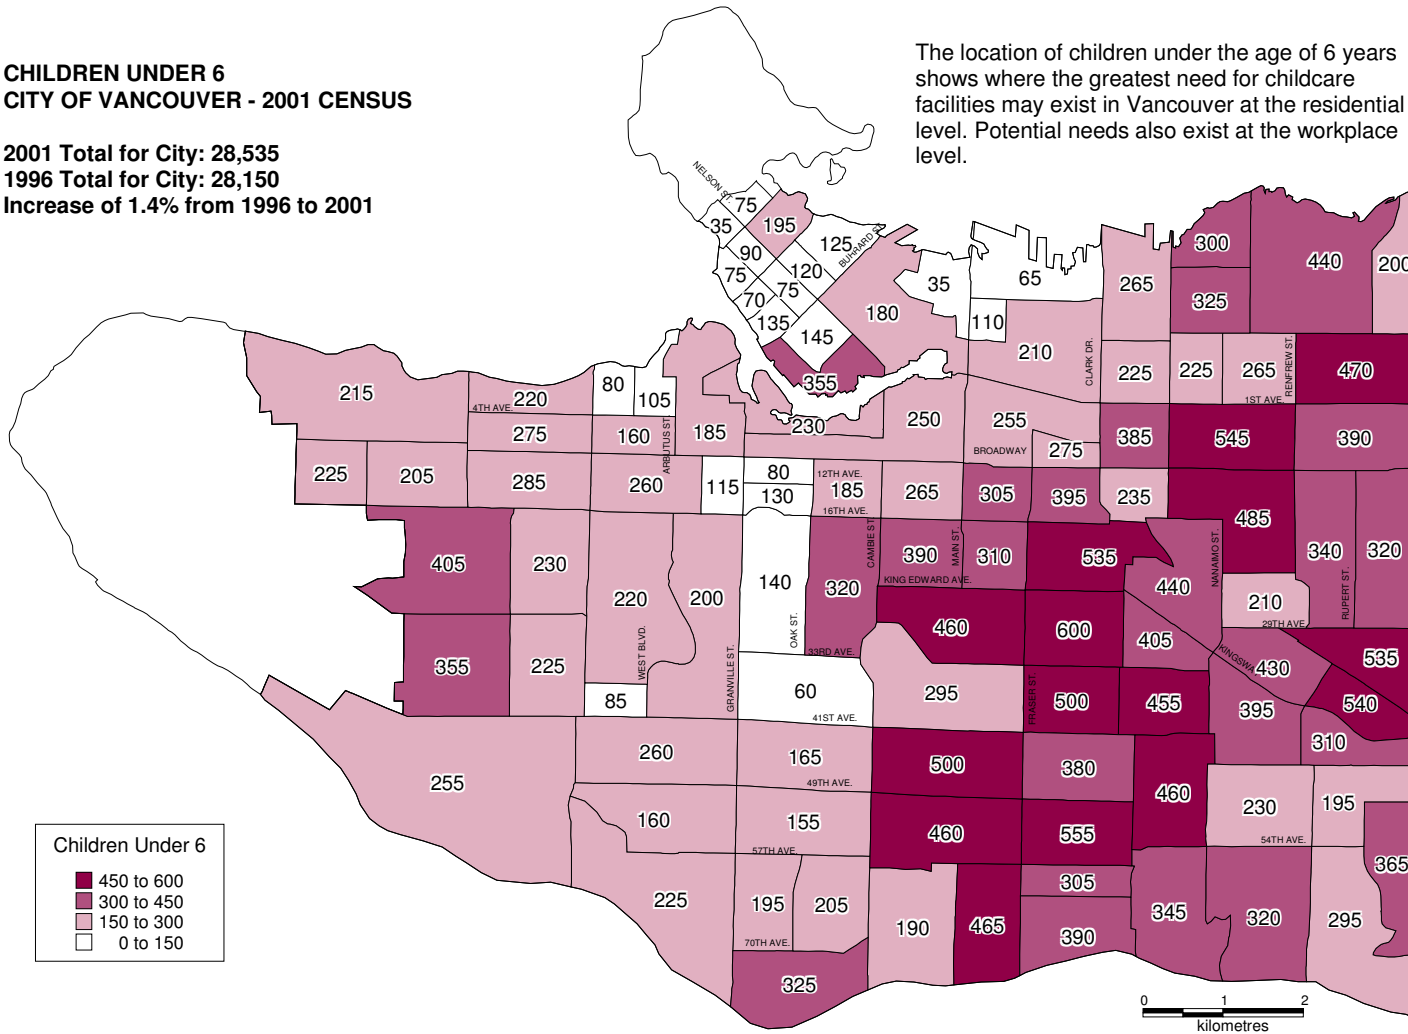 CHILDREN UNDER 6
CITY OF VANCOUVER - 2001 CENSUS
2001 Total for City: 28,535
1996 Total for City: 28,150
Increase of 1.4% from 1996 to 2001
The location of children under the age of 6 years
shows where the greatest need for childcare
facilities may exist in Vancouver at the residential
level. Potential needs also exist at the workplace
level.
NELSON ST.
75
35
195
125
BURRARD ST.
90
120
75
75
70
135
145
180
355
35
65
110
210
CLARK DR.
265
300
325
440
200
225
225
265
RENFREW ST.
470
1ST AVE.
215
220
4TH AVE.
80
105
275
160
ARBUTUS ST.
185
230
250
255
BROADWAY
275
385
545
390
225
205
285
260
115
80
130
12TH AVE.
185
16TH AVE.
265
305
395
235
485
340
320
405
230
220
200
140
OAK ST.
320
CAMBIE ST.
390
MAIN ST.
310
KING EDWARD AVE.
535
440
NANAIMO ST.
210
29TH AVE.
RUPERT ST.
355
225
WEST BLVD.
85
GRANVILLE ST.
33RD AVE.
60
41ST AVE.
460
295
600
405
KINGSWA
430
535
540
FRASER ST.
500
455
395
310
255
260
165
49TH AVE.
500
380
460
230
54TH AVE.
195
365
160
155
57TH AVE.
460
555
225
195
205
70TH AVE.
325
190
465
305
390
345
320
295
Children Under 6
450 to 600
300 to 450
150 to 300
0 to 150
0 1 2
kilometres